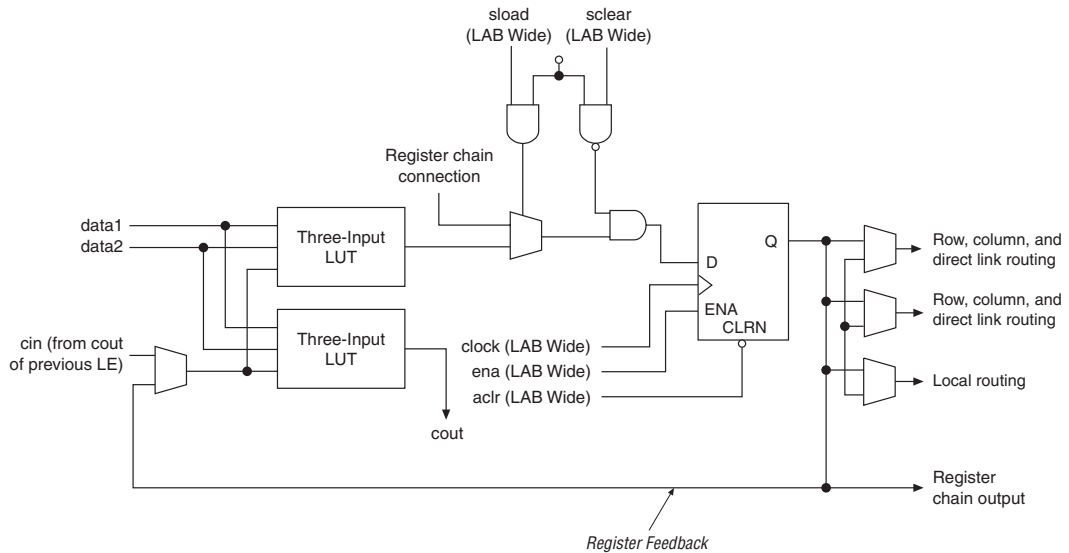 sload
(LAB Wide)
sclear
(LAB Wide)
Register chain
connection
data1
data2
Three-Input
LUT
Three-Input
LUT
cin (from cout
of previous LE)
cout
clock (LAB Wide)
ena (LAB Wide)
aclr (LAB Wide)
Q
D
ENA
CLRN
Row, column, and
direct link routing
Row, column, and
direct link routing
Local routing
Register
chain output
Register Feedback